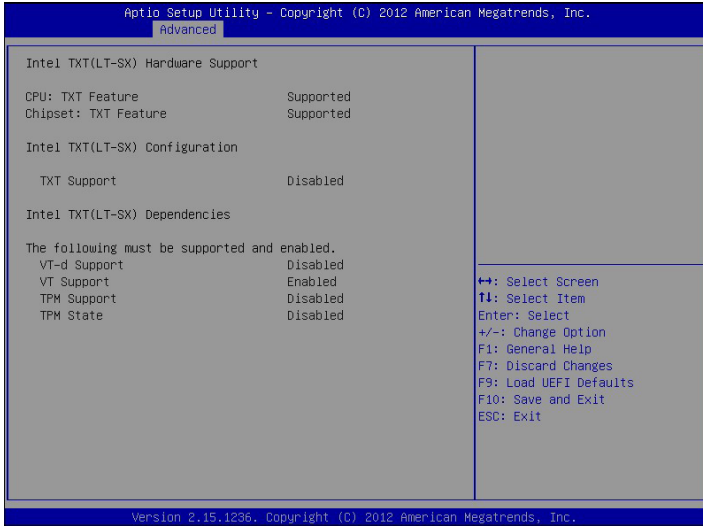 Aptio Setup Utility – Copyright (C) 2012 American Megatrends, Inc.
Advanced
Intel TXT(LT-SX) Hardware Support
CPU: TXT Feature Supported
Chipset: TXT Feature Supported
Intel TXT(LT-SX) Configuration
TXT Support Disabled
Intel TXT(LT-SX) Dependencies
The following must be supported and enabled.
VT-d Support Disabled
VT Support Enabled
TPM Support Disabled
TPM State Disabled
↔: Select Screen
↑↓: Select Item
Enter: Select
+/-: Change Option
F1: General Help
F7: Discard Changes
F9: Load UEFI Defaults
F10: Save and Exit
ESC: Exit
Version 2.15.1236. Copyright (C) 2012 American Megatrends, Inc.